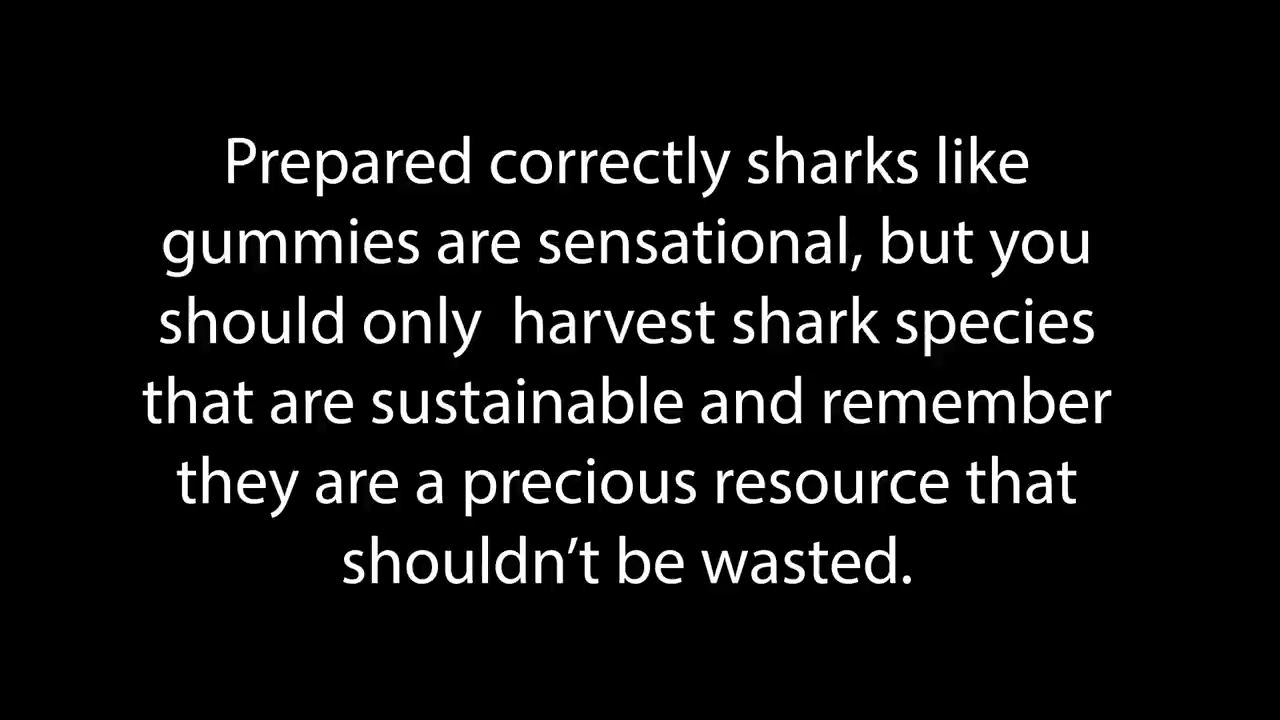 Prepared correctly sharks like
gummies are sensational, but you
should only  harvest shark species
that are sustainable and remember
they are a precious resource that
shouldn’t be wasted.